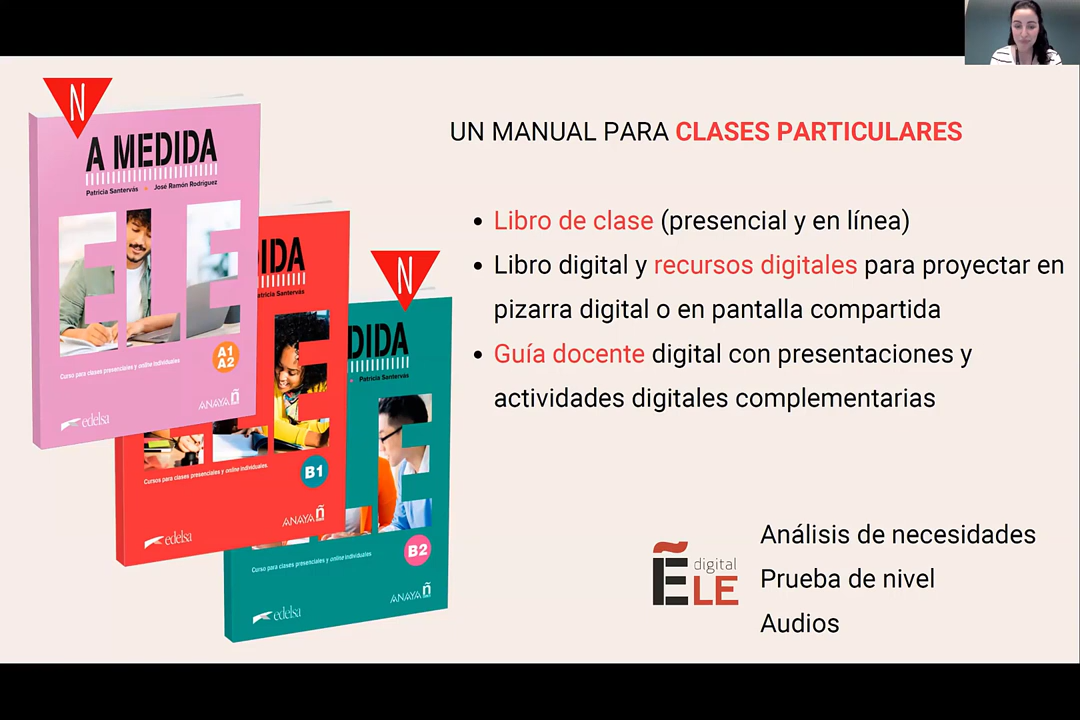 N
A MEDIDA
Patricia Santervás • José Ramón Rodríguez
ELE
A1
A2
Curso para clases presenciales y online individuales
edelsa
ANAYA ñ
DIDA
Patricia Santervás
E
B1
Cursos para clases presenciales y online individuales.
edelsa
ANAYA ñ
N
DIDA
Patricia Santervás
LE
B2
Curso para clases presenciales y online individuales
edelsa
ANAYA ñ
UN MANUAL PARA CLASES PARTICULARES
• Libro de clase (presencial y en línea)
• Libro digital y recursos digitales para proyectar en
pizarra digital o en pantalla compartida
• Guía docente digital con presentaciones y
actividades digitales complementarias
digital
ELE
Análisis de necesidades
Prueba de nivel
Audios